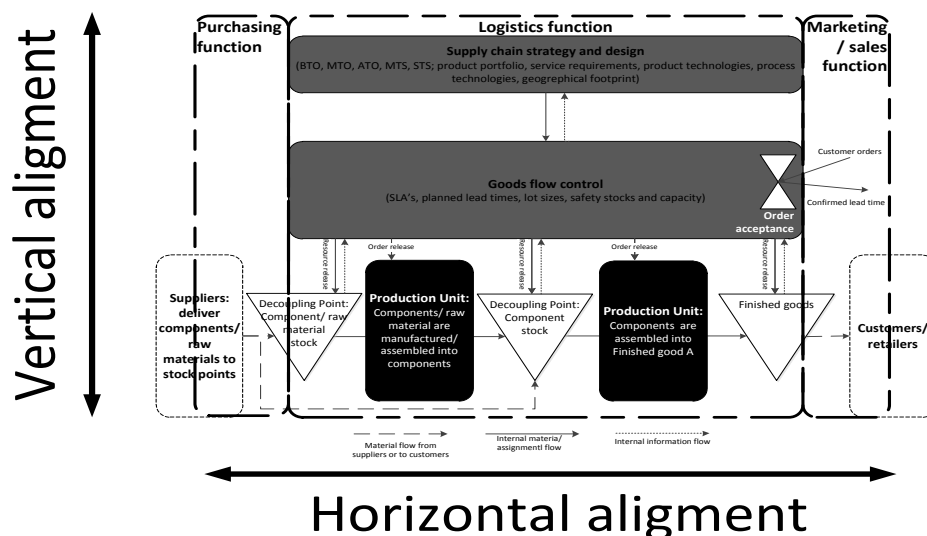 Vertical aligment
Purchasing
function
Logistics function
Marketing
/ sales
function
Supply chain strategy and design
(BTO, MTO, ATO, MTS, STS; product portfolio, service requirements, product technologies, process
technologies, geogrephical footprint)
Goods flow control
(SLA's, planned lead times, lot sizes, safety stocks and capacity)
Customer orders
Confirmed lead time
Order
acceptance
Resource
release
Order release
Resource
release
Order release
Resource
release
Suppliers:
deliver
components/
raw
materials to
stock points
Decoupling Point:
Component/ raw
material
stock
Production Unit:
Components/ raw
material are
manufactured/
assembled into
components
Decoupling Point:
Component
stock
Production Unit:
Components are
assembled into
Finished good A
Finished goods
Customers/
retailers
Material flow from
suppliers or to customers
Internal materia/
assignmentl flow
Internal information flow
Horizontal aligment